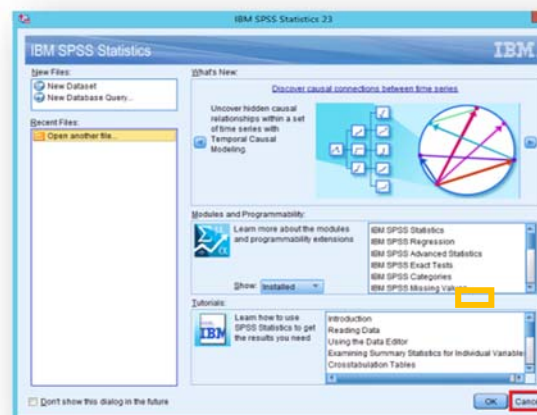 IBM SPSS Statistics 23
IBM SPSS Statistics
IBM
New Files:
New Dataset
New Database Query...
Recent Files:
Open another file...
What's New:
Discover causal connections between time series
Uncover hidden causal
relationships within a set
of time series with
Temporal Causal
Modeling.
Modules and Programmability:
Learn more about the modules
and programmability extensions
Show: Installed
IBM SPSS Statistics
IBM SPSS Regression
IBM SPSS Advanced Statistics
IBM SPSS Exact Tests
IBM SPSS Categories
IBM SPSS Missing Values
Tutorials:
IBM
Learn how to use
SPSS Statistics to get
the results you need
Introduction
Reading Data
Using the Data Editor
Examining Summary Statistics for Individual Variable
Crosstabulation Tables
Don't show this dialog in the future
OK
Cancel